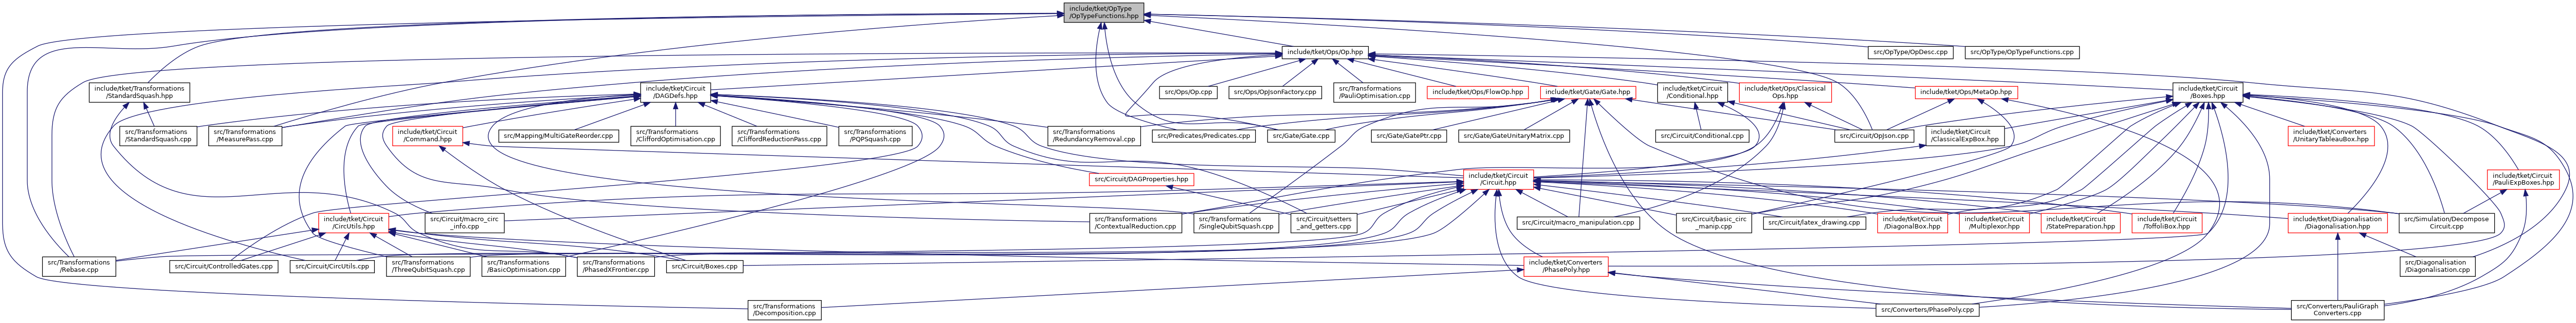 include/tket/OpType
/OpTypeFunctions.hpp
include/tket/Ops/Op.hpp
src/OpType/OpDesc.cpp
src/OpType/OpTypeFunctions.cpp
include/tket/Transformations
/StandardSquash.hpp
include/tket/Circuit
/DAGDefs.hpp
src/Ops/Op.cpp
src/Ops/OpJsonFactory.cpp
src/Transformations
/PauliOptimisation.cpp
include/tket/Ops/FlowOp.hpp
include/tket/Gate/Gate.hpp
include/tket/Circuit
/Conditional.hpp
include/tket/Ops/Classical
Ops.hpp
include/tket/Ops/MetaOp.hpp
include/tket/Circuit
/Boxes.hpp
src/Transformations
/StandardSquash.cpp
src/Transformations
/MeasurePass.cpp
include/tket/Circuit
/Command.hpp
src/Mapping/MultiGateReorder.cpp
src/Transformations
/CliffordOptimisation.cpp
src/Transformations
/CliffordReductionPass.cpp
src/Transformations
/PQPSquash.cpp
src/Transformations
/RedundancyRemoval.cpp
src/Predicates/Predicates.cpp
src/Gate/Gate.cpp
src/Gate/GatePtr.cpp
src/Gate/GateUnitaryMatrix.cpp
src/Circuit/Conditional.cpp
src/Circuit/OpJson.cpp
include/tket/Circuit
/ClassicalExpBox.hpp
include/tket/Converters
/UnitaryTableauBox.hpp
src/Circuit/DAGProperties.hpp
include/tket/Circuit
/Circuit.hpp
include/tket/Circuit
/PauliExpBoxes.hpp
include/tket/Circuit
/CircUtils.hpp
src/Circuit/macro_circ
_info.cpp
src/Transformations
/ContextualReduction.cpp
src/Transformations
/SingleQubitSquash.cpp
src/Circuit/setters
_and_getters.cpp
src/Circuit/macro_manipulation.cpp
src/Circuit/basic_circ
_manip.cpp
src/Circuit/latex_drawing.cpp
include/tket/Circuit
/DiagonalBox.hpp
include/tket/Circuit
/Multiplexor.hpp
include/tket/Circuit
/StatePreparation.hpp
include/tket/Circuit
/ToffoliBox.hpp
include/tket/Diagonalisation
/Diagonalisation.hpp
src/Simulation/Decompose
Circuit.cpp
src/Transformations
/Rebase.cpp
src/Circuit/ControlledGates.cpp
src/Circuit/CircUtils.cpp
src/Transformations
/ThreeQubitSquash.cpp
src/Transformations
/BasicOptimisation.cpp
src/Transformations
/PhasedXFrontier.cpp
src/Circuit/Boxes.cpp
include/tket/Converters
/PhasePoly.hpp
src/Diagonalisation
/Diagonalisation.cpp
src/Transformations
/Decomposition.cpp
src/Converters/PhasePoly.cpp
src/Converters/PauliGraph
Converters.cpp